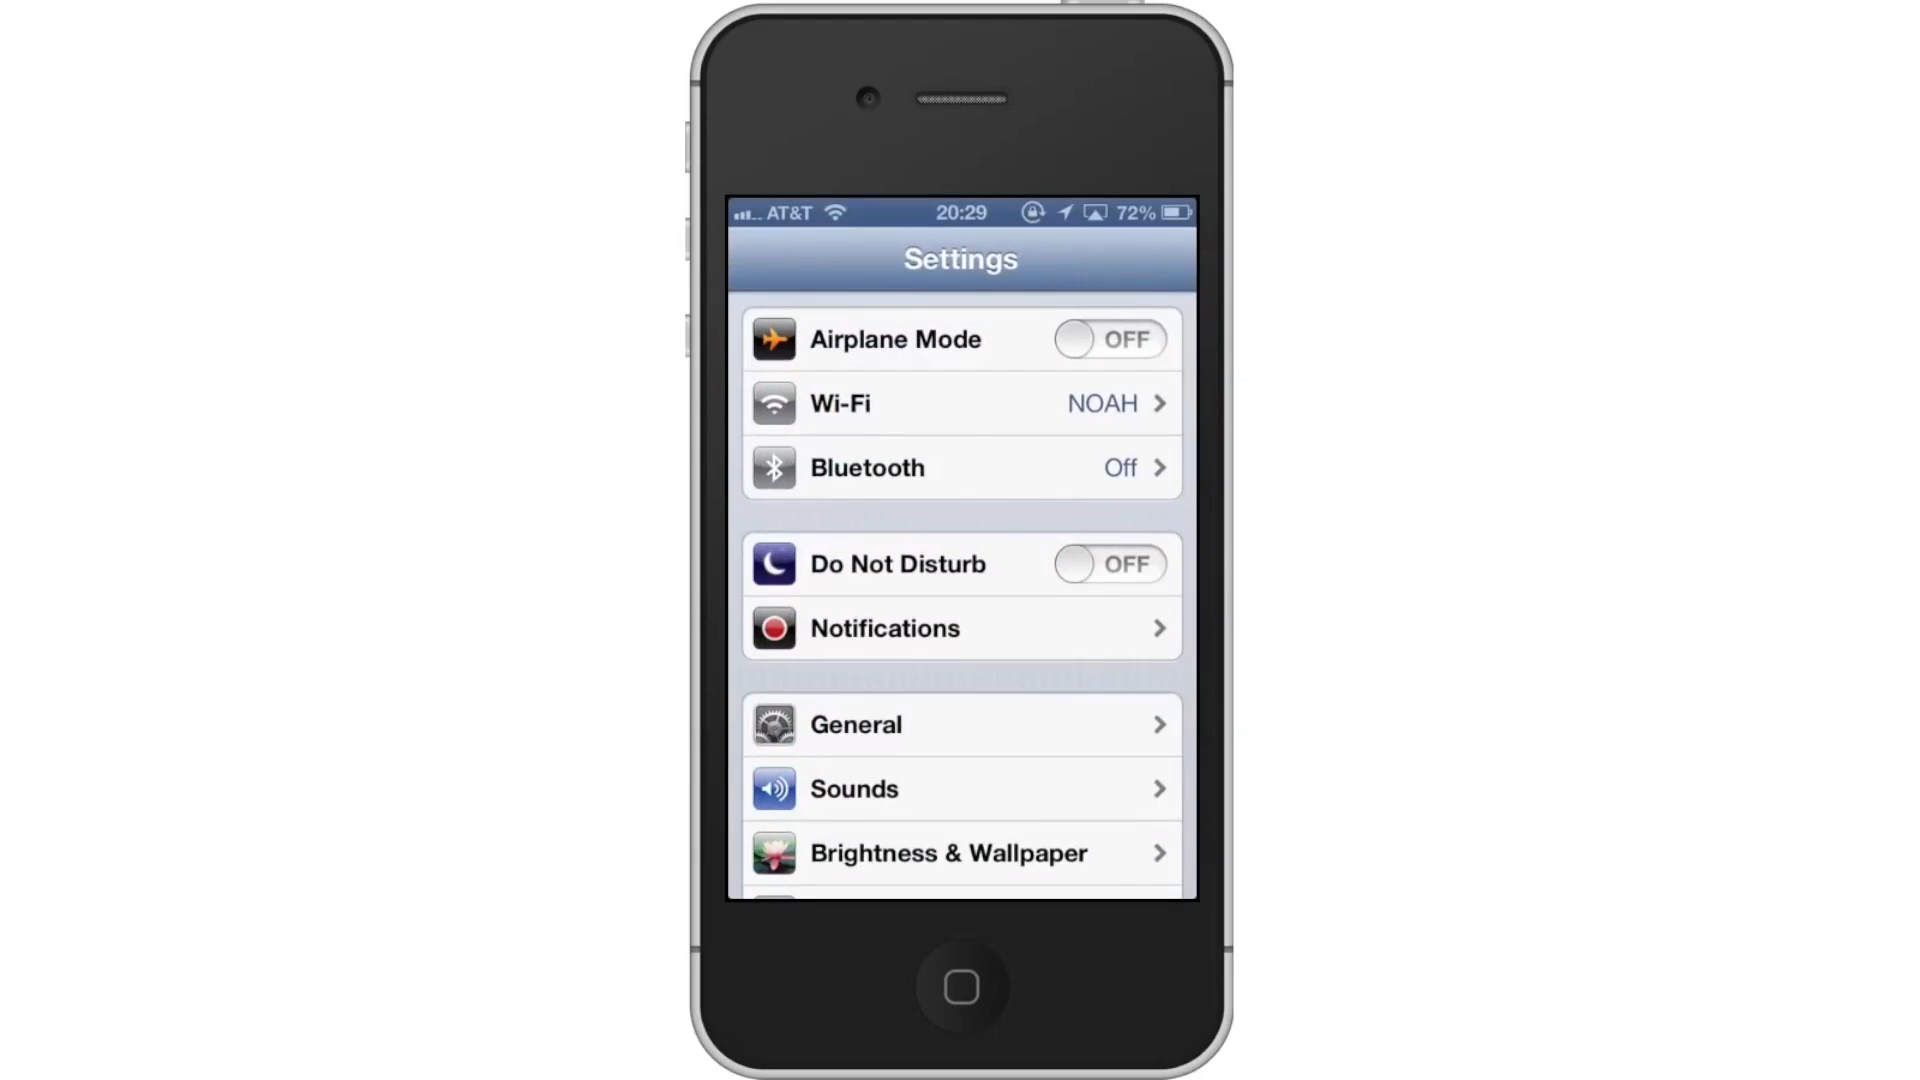 AT&T 20:29 72%
Settings
Airplane Mode OFF
Wi-Fi NOAH
Bluetooth Off
Do Not Disturb OFF
Notifications
General
Sounds
Brightness & Wallpaper